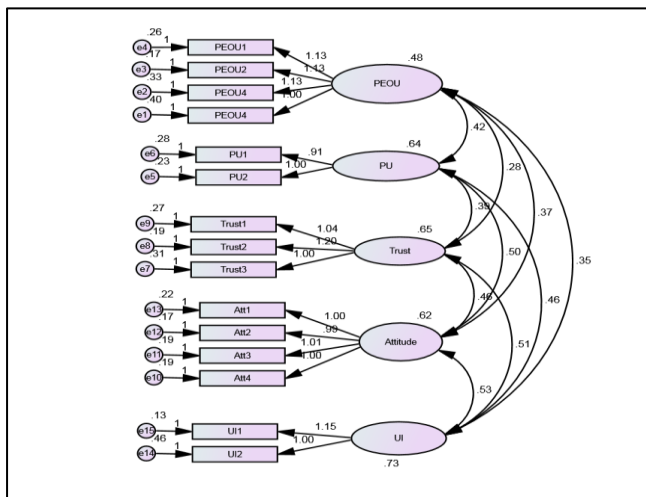 .26
e4 1 PEOU1
.17 1.13 .48
e3 1 PEOU2 1.13
.33 PEOU
e2 1 PEOU4 1.13
.40 1.00
e1 1 PEOU4
.42
.28
e6 1 PU1 .91 .64
.23 PU
e5 1 PU2 1.00
.28
.39 .37
.27
e9 1 Trust1 1.04 .65 .50
.19 .35
e8 1 Trust2 1.20 Trust
.31 .46
e7 1 Trust3 1.00
.46
.22
e13 1 Att1 1.00 .62 .51
.17
e12 1 Att2 .99
.19 Attitude
e11 1 Att3 1.01
.19 1.00
e10 1 Att4
.53
.13
e15 1 UI1 1.15
.46 UI
e14 1 UI2 1.00
.73